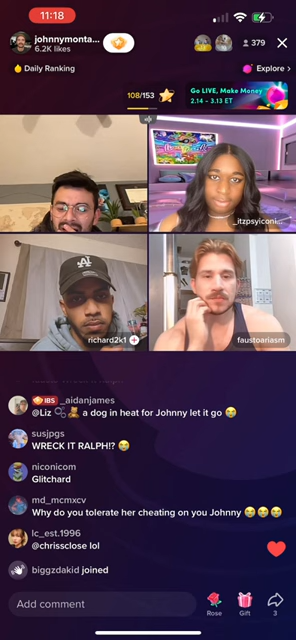 11:18
johnnymonta...
6.2K likes
379
Daily Ranking
Explore >
108/153
Go LIVE, Make Money
2.14 - 3.13 ET
_itzpsyiconi...
LA
richard2k1
faustoariasm
IBS _aidanjames
@Liz 🫧🧸 a dog in heat for Johnny let it go 😂
susjpgs
WRECK IT RALPH!? 😂
niconicom
Glitchard
md_mcmxcv
Why do you tolerate her cheating on you Johnny 😂😂😂
lc_est.1996
@chrissclose lol
biggzdakid joined
Add comment
Rose
Gift
3